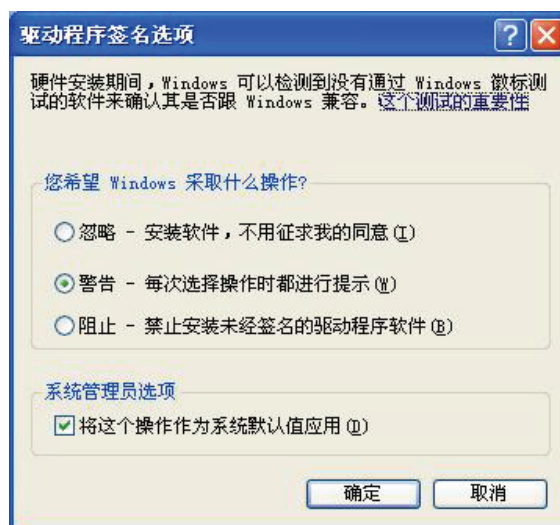 驱动程序签名选项
硬件安装期间，Windows 可以检测到没有通过 Windows 徽标测
试的软件来确认其是否跟 Windows 兼容。这个测试的重要性
您希望 Windows 采取什么操作?
忽略 - 安装软件，不用征求我的同意(I)
警告 - 每次选择操作时都进行提示(W)
阻止 - 禁止安装未经签名的驱动程序软件(B)
系统管理员选项
将这个操作作为系统默认值应用(D)
确定 取消